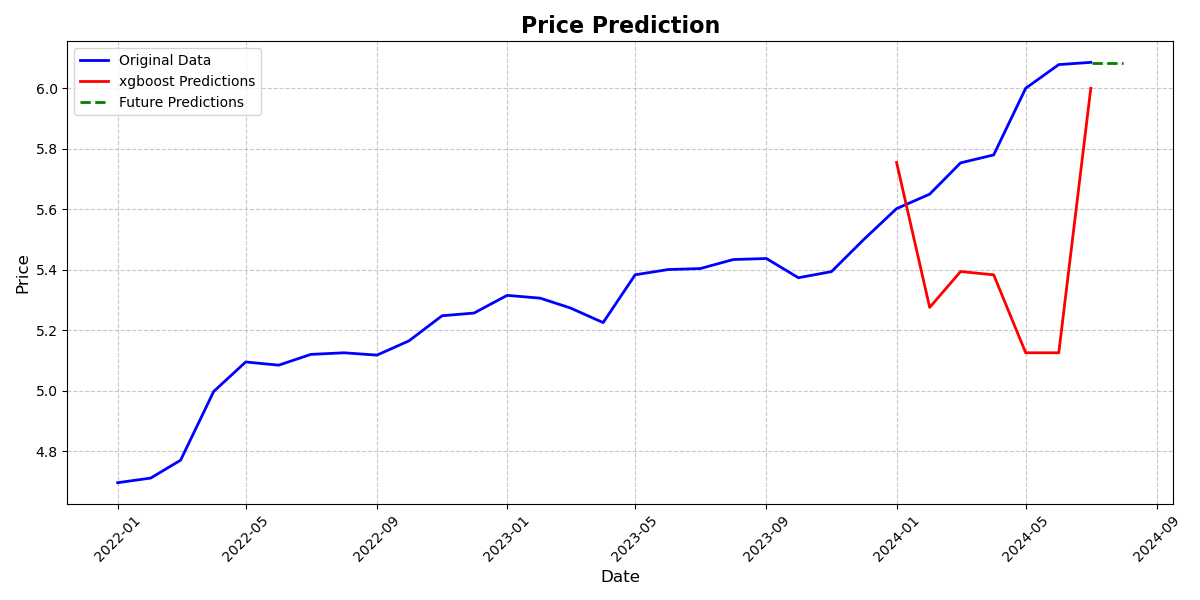 Price Prediction
Original Data
xgboost Predictions
Future Predictions
Price
6.0
5.8
5.6
5.4
5.2
5.0
4.8
2022-01
2022-05
2022-09
2023-01
2023-05
2023-09
2024-01
2024-05
2024-09
Date